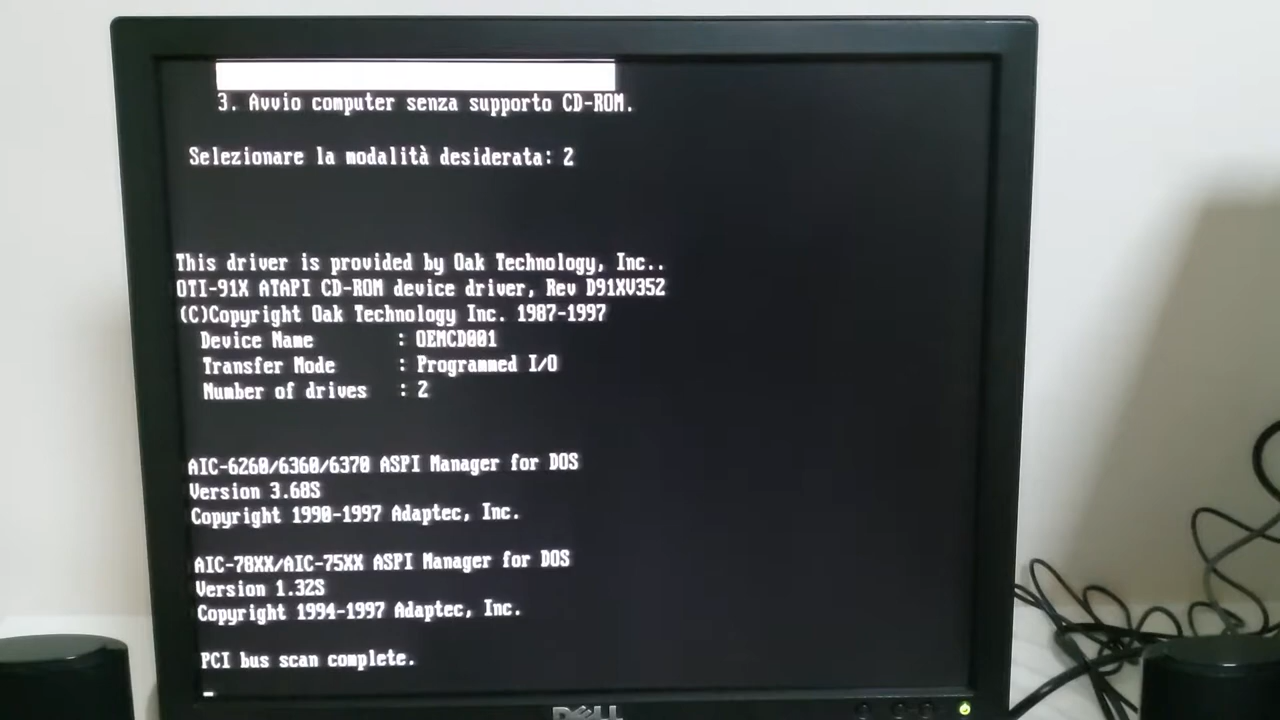 3. Avvio computer senza supporto CD-ROM.
Selezionare la modalità desiderata: 2
This driver is provided by Oak Technology, Inc..
OTI-91X ATAPI CD-ROM device driver, Rev D91XV352
(C)Copyright Oak Technology Inc. 1987-1997
Device Name : OEMCD001
Transfer Mode : Programmed I/O
Number of drives : 2
AIC-6260/6360/6370 ASPI Manager for DOS
Version 3.68S
Copyright 1990-1997 Adaptec, Inc.
AIC-78XX/AIC-75XX ASPI Manager for DOS
Version 1.32S
Copyright 1994-1997 Adaptec, Inc.
PCI bus scan complete.
DELL